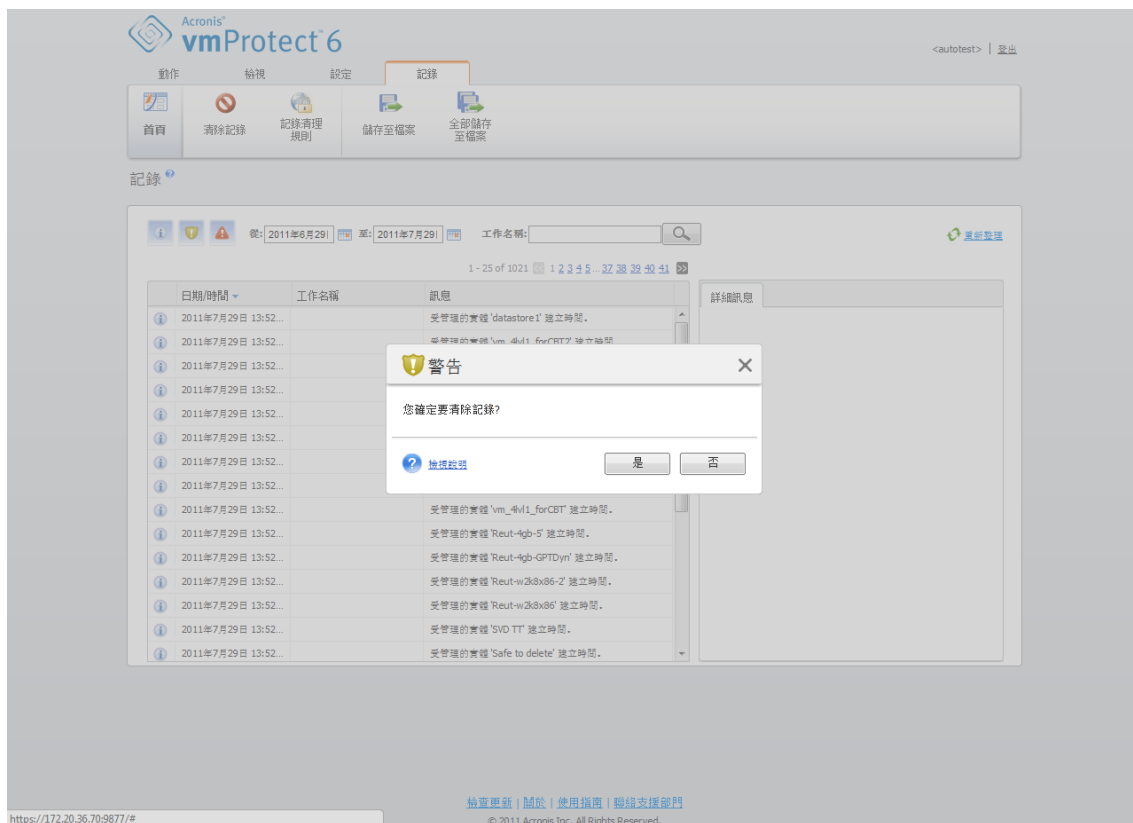 Acronis®
vmProtect™6
<autotest> | 登出
動作 檢視 設定 記錄
首頁 清除記錄 記錄清理規則 儲存至檔案 全部儲存至檔案
記錄
從: 2011年6月29| 至: 2011年7月29| 工作名稱: 重新整理
1 - 25 of 1021 1 2 3 4 5 ... 37 38 39 40 41
日期/時間 工作名稱 訊息 詳細訊息
2011年7月29日 13:52... 受管理的實體 'datastore1' 建立時間.
2011年7月29日 13:52... 受管理的實體 'vm_4lvl1_forCBT2' 建立時間.
2011年7月29日 13:52...
2011年7月29日 13:52...
2011年7月29日 13:52...
2011年7月29日 13:52...
2011年7月29日 13:52...
2011年7月29日 13:52...
警告
您確定要清除記錄?
檢視說明 是 否
2011年7月29日 13:52... 受管理的實體 'vm_4lvl1_forCBT' 建立時間.
2011年7月29日 13:52... 受管理的實體 'Reut-4gb-5' 建立時間.
2011年7月29日 13:52... 受管理的實體 'Reut-4gb-GPTDyn' 建立時間.
2011年7月29日 13:52... 受管理的實體 'Reut-w2k8x86-2' 建立時間.
2011年7月29日 13:52... 受管理的實體 'Reut-w2k8x86' 建立時間.
2011年7月29日 13:52... 受管理的實體 'SVD TT' 建立時間.
2011年7月29日 13:52... 受管理的實體 'Safe to delete' 建立時間.
檢查更新 | 關於 | 使用指南 | 聯絡支援部門
© 2011 Acronis Inc. All Rights Reserved.
https://172.20.36.70:9877/#